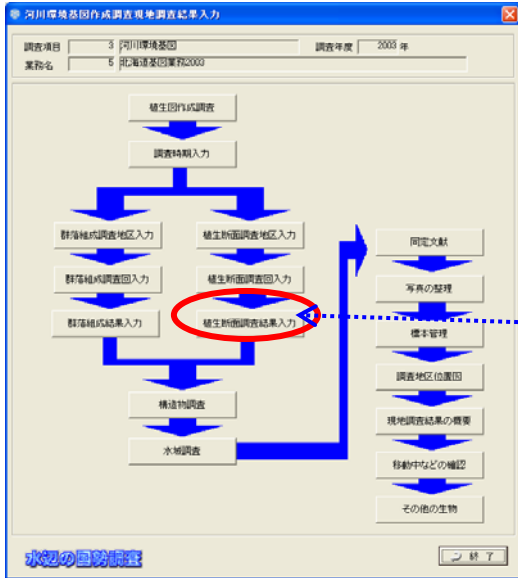 河川環境基図作成調査現地調査結果入力
調査項目 3 河川環境基図 調査年度 2003 年
業務名 5 北海道基図業務2003
植生図作成調査
調査時期入力
群落組成調査地区入力
群落組成調査回入力
群落組成結果入力
植生断面調査地区入力
植生断面調査回入力
植生断面調査結果入力
構造物調査
水域調査
同定文献
写真の整理
標本管理
調査地区位置図
現地調査結果の概要
移動中などの確認
その他の生物
水辺の国勢調査
終 了